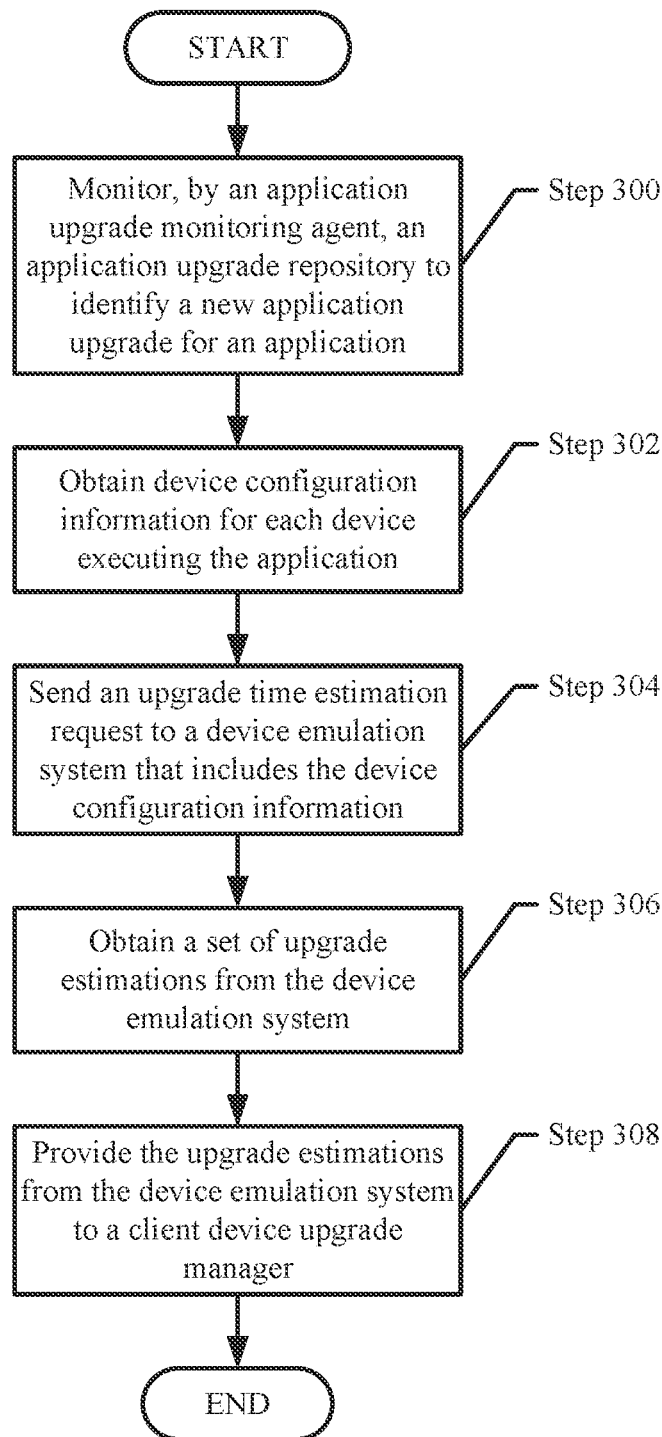 START
Monitor, by an application
upgrade monitoring agent, an
application upgrade repository to
identify a new application
upgrade for an application
Step 300
Obtain device configuration
information for each device
executing the application
Step 302
Send an upgrade time estimation
request to a device emulation
system that includes the device
configuration information
Step 304
Obtain a set of upgrade
estimations from the device
emulation system
Step 306
Provide the upgrade estimations
from the device emulation system
to a client device upgrade
manager
Step 308
END